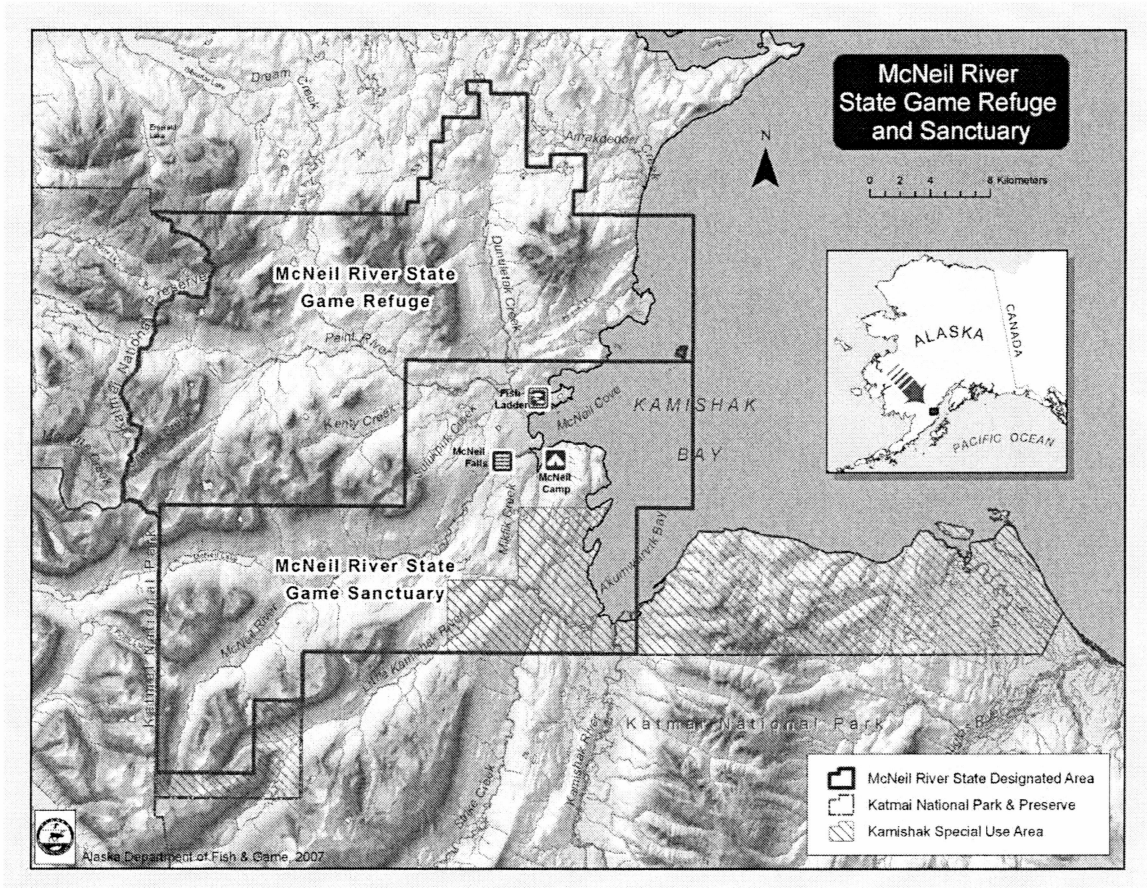 McNeil River
State Game Refuge
and Sanctuary
N
0 2 4 8 Kilometers
Dream
Creek
Emerald
Lake
Amakdedori Creek
McNeil River State
Game Refuge
Katmai National Preserve
Paint River
Kenty Creek
Fish
Ladder
McNeil Cove
KAMISHAK
BAY
McNeil
Falls
McNeil
Camp
Mikfik Creek
Akumwarvik Bay
McNeil River State
Game Sanctuary
McNeil River
Little Kamishak River
Katmai National Park
Strike Creek
Kamishak River
Katmai National Park
ALASKA
CANADA
PACIFIC OCEAN
McNeil River State Designated Area
Katmai National Park & Preserve
Kamishak Special Use Area
Alaska Department of Fish & Game, 2007